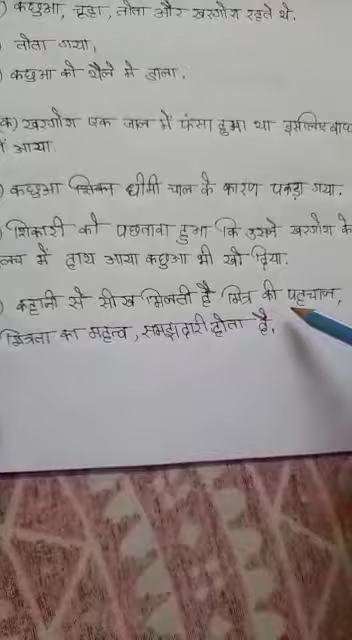 ) कछुआ, चूहा, तोता और खरगोश रहते थे.
) तोता गया,
) कछुआ को थैले में डाला.
क) खरगोश एक जाल में फंसा हुआ था इसलिए
में आया.
) कछुआ धीमी चाल के कारण पकड़ा गया.
) शिकारी को पछतावा हुआ कि उसने खरगोश के
लच में हाथ आया कछुआ भी खो दिया.
) कहानी से सीख मिलती है मित्र की पहचान,
मित्रता का महत्व, समझदारी होता है.